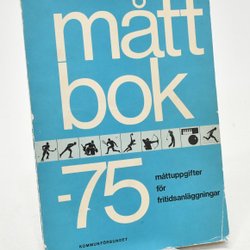 mått
bok
-75
måttuppgifter
för
fritidsanläggningar
KOMMUNFÖRBUNDET